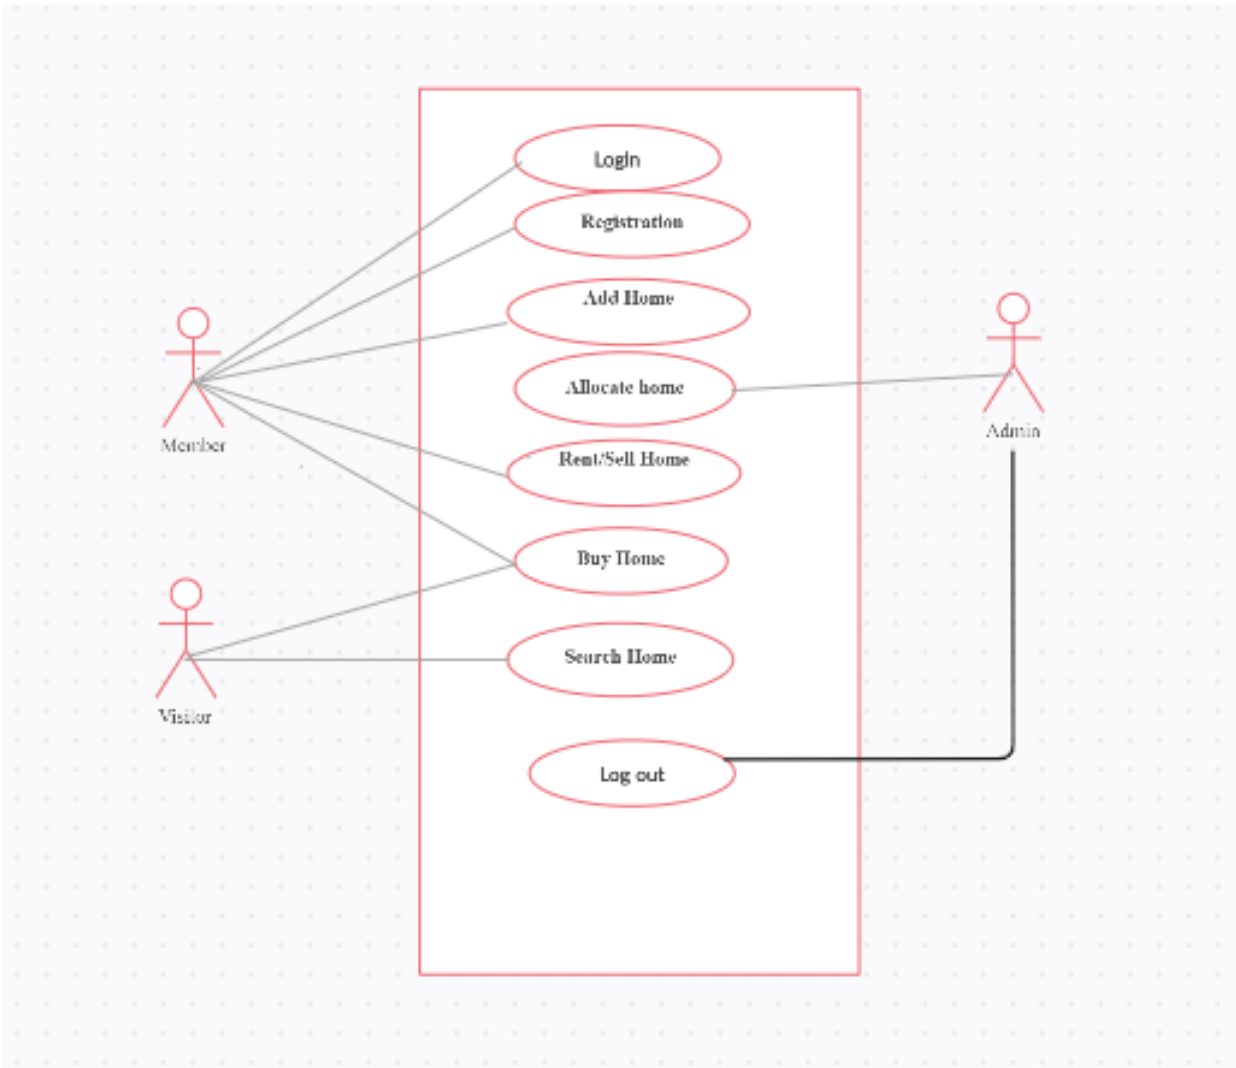 Login
Registration
Add Home
Allocate home
Rent/Sell Home
Buy Home
Search Home
Log out
Member
Visitor
Admin